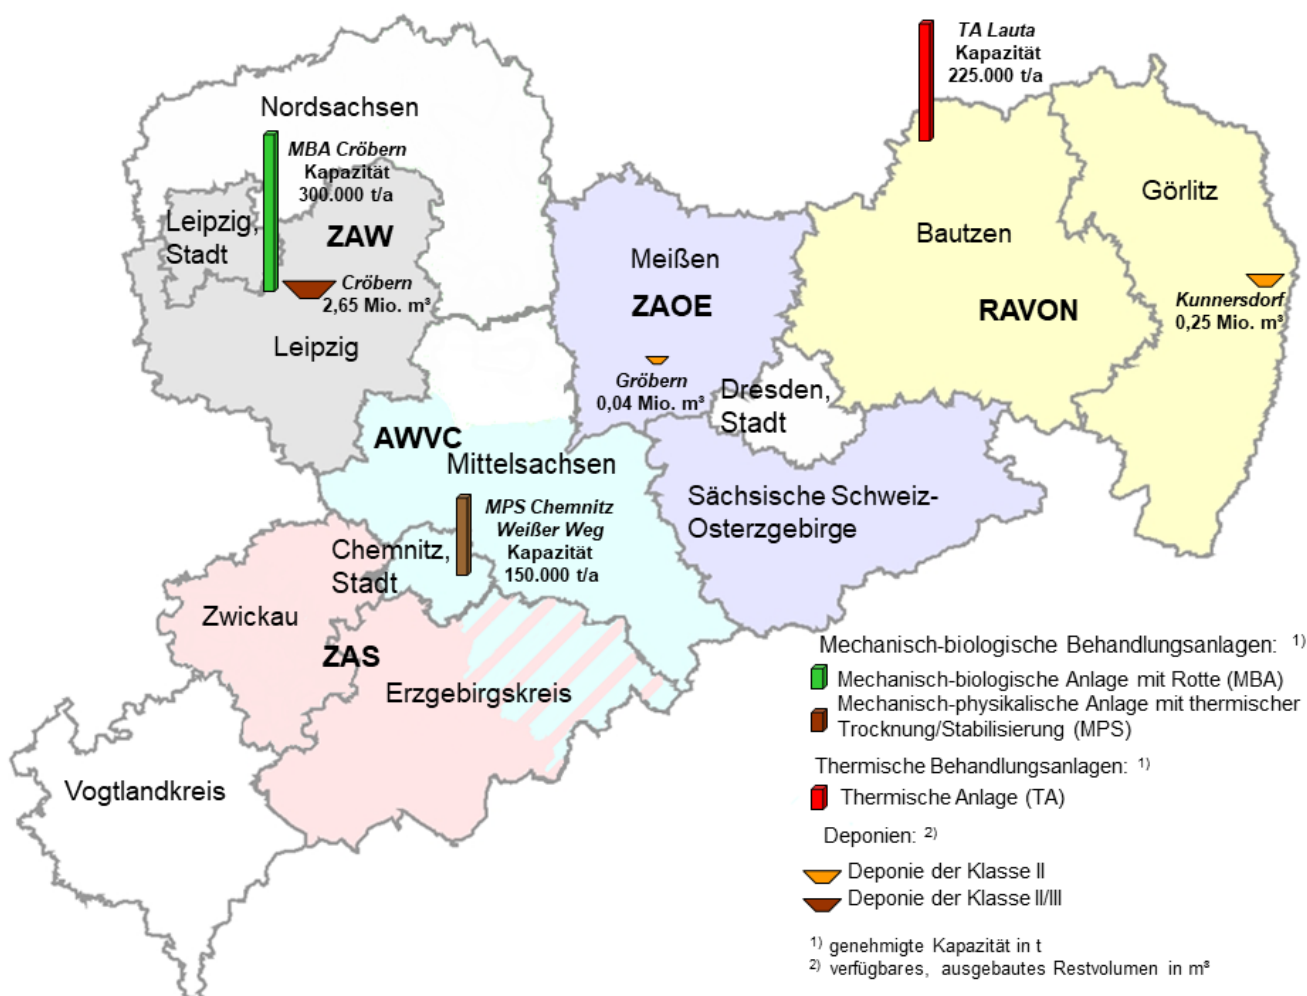 TA Lauta
Kapazität
225.000 t/a
Nordsachsen
MBA Cröbern
Kapazität
300.000 t/a
Görlitz
Leipzig,
Stadt
ZAW
Bautzen
Meißen
Cröbern
2,65 Mio. m³
ZAOE
RAVON
Kunnersdorf
0,25 Mio. m³
Leipzig
Gröbern
0,04 Mio. m³
Dresden,
Stadt
AWVC
Mittelsachsen
Sächsische Schweiz-
Osterzgebirge
MPS Chemnitz
Weißer Weg
Kapazität
150.000 t/a
Chemnitz,
Stadt
Zwickau
ZAS
Erzgebirgskreis
Vogtlandkreis
Mechanisch-biologische Behandlungsanlagen: 1)
Mechanisch-biologische Anlage mit Rotte (MBA)
Mechanisch-physikalische Anlage mit thermischer
Trocknung/Stabilisierung (MPS)
Thermische Behandlungsanlagen: 1)
Thermische Anlage (TA)
Deponien: 2)
Deponie der Klasse II
Deponie der Klasse II/III
1) genehmigte Kapazität in t
2) verfügbares, ausgebautes Restvolumen in m³